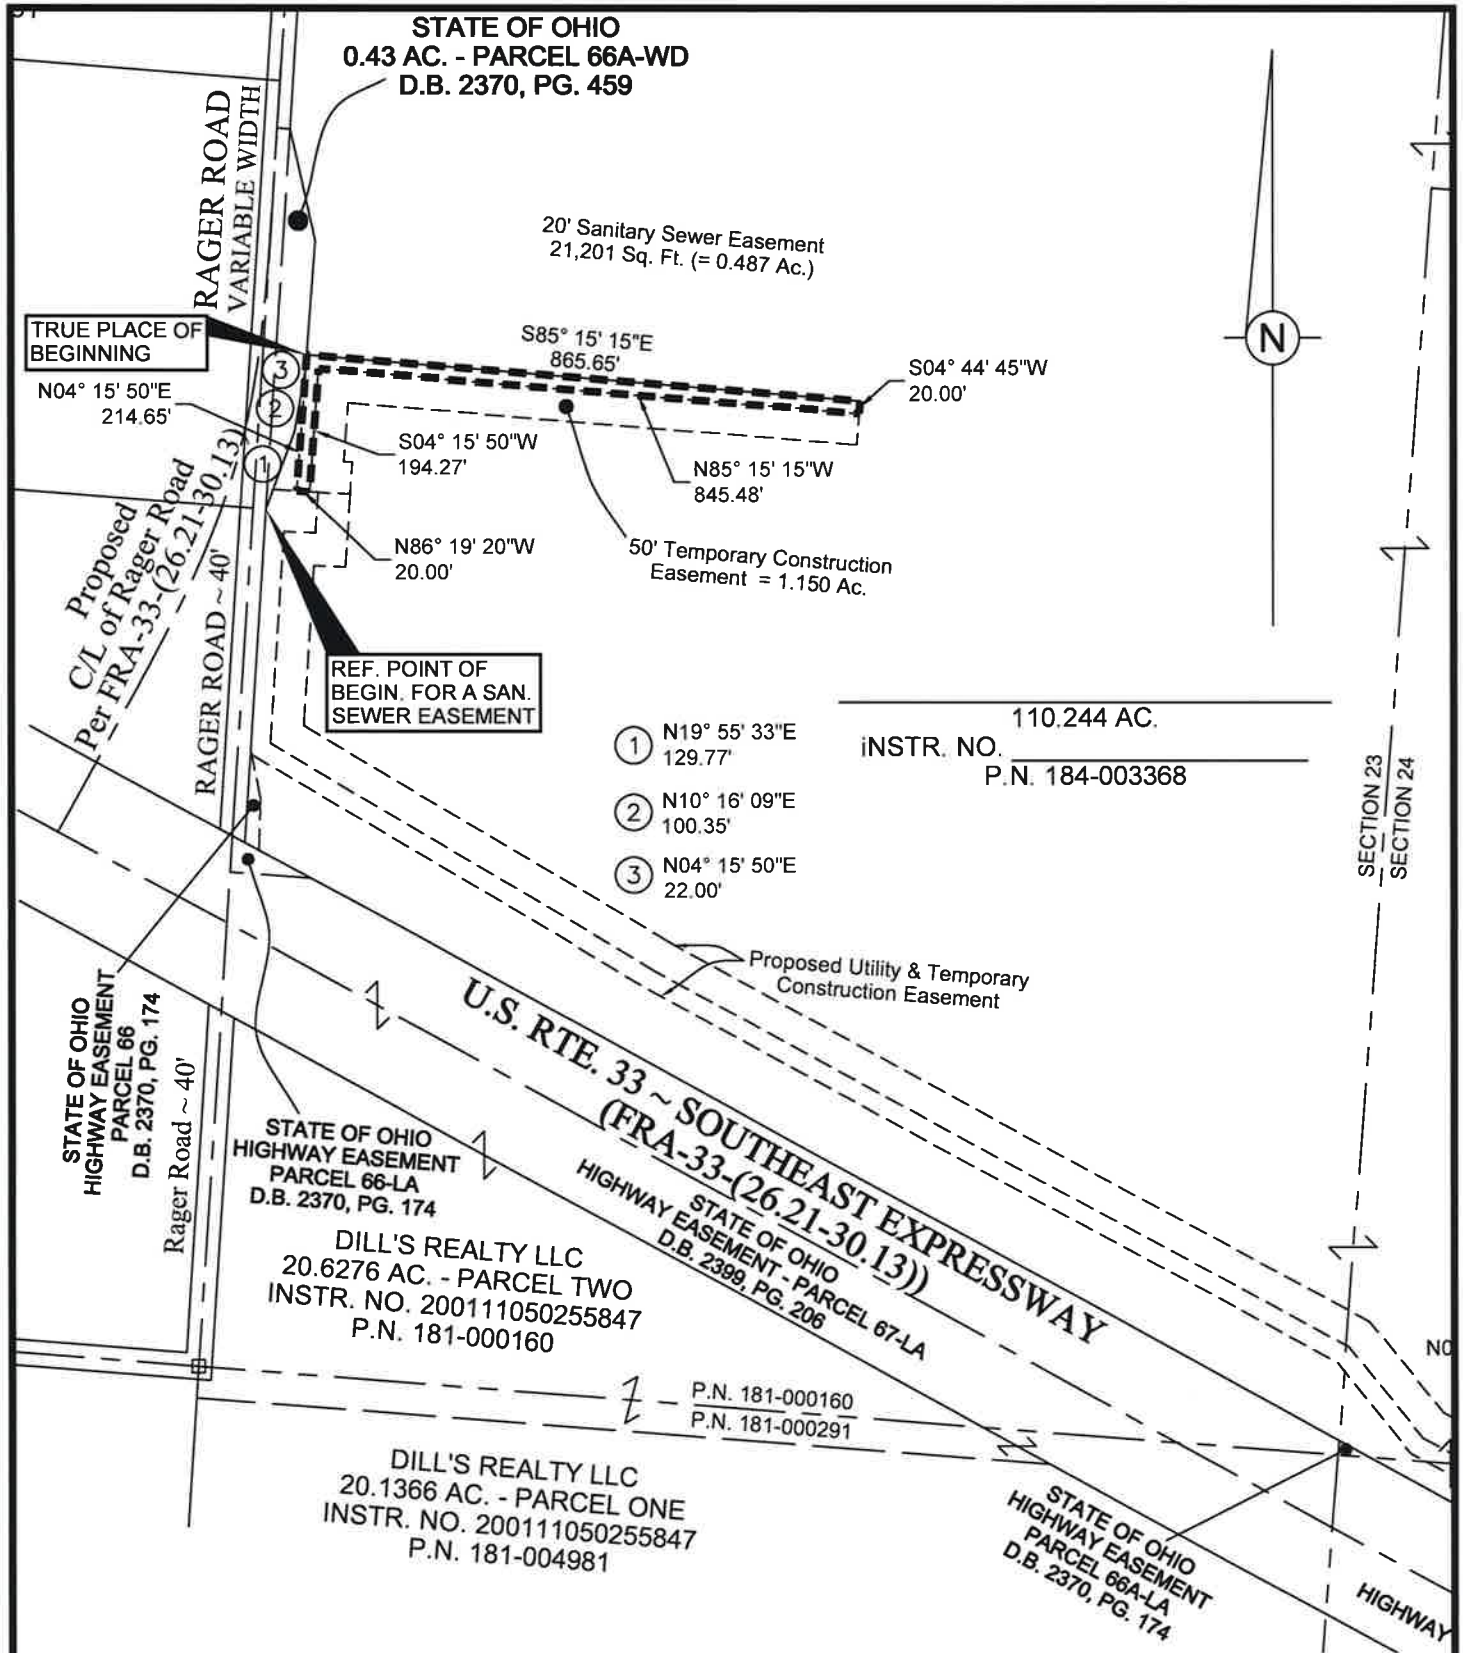 STATE OF OHIO
0.43 AC. - PARCEL 66A-WD
D.B. 2370, PG. 459
RAGER ROAD
VARIABLE WIDTH
20' Sanitary Sewer Easement
21,201 Sq. Ft. (= 0.487 Ac.)
TRUE PLACE OF
BEGINNING
S85° 15' 15"E
865.65'
S04° 44' 45"W
20.00'
N
N04° 15' 50"E
214.65'
3
2
1
S04° 15' 50"W
194.27'
N85° 15' 15"W
845.48'
N86° 19' 20"W
20.00'
50' Temporary Construction
Easement = 1.150 Ac.
Proposed
C/L of Rager Road
Per FRA-33-(26.21-30.13)
RAGER ROAD ~ 40'
REF. POINT OF
BEGIN. FOR A SAN.
SEWER EASEMENT
1 N19° 55' 33"E
129.77'
2 N10° 16' 09"E
100.35'
3 N04° 15' 50"E
22.00'
110.244 AC.
iNSTR. NO.
P.N. 184-003368
SECTION 23
SECTION 24
Proposed Utility & Temporary
Construction Easement
U.S. RTE. 33 ~ SOUTHEAST EXPRESSWAY
(FRA-33-(26.21-30.13))
STATE OF OHIO
HIGHWAY EASEMENT - PARCEL 67-LA
D.B. 2399, PG. 206
STATE OF OHIO
HIGHWAY EASEMENT
PARCEL 66
D.B. 2370, PG. 174
Rager Road ~ 40'
STATE OF OHIO
HIGHWAY EASEMENT
PARCEL 66-LA
D.B. 2370, PG. 174
DILL'S REALTY LLC
20.6276 AC. - PARCEL TWO
INSTR. NO. 200111050255847
P.N. 181-000160
N0
P.N. 181-000160
P.N. 181-000291
DILL'S REALTY LLC
20.1366 AC. - PARCEL ONE
INSTR. NO. 200111050255847
P.N. 181-004981
STATE OF OHIO
HIGHWAY EASEMENT
PARCEL 66A-LA
D.B. 2370, PG. 174
HIGHWAY